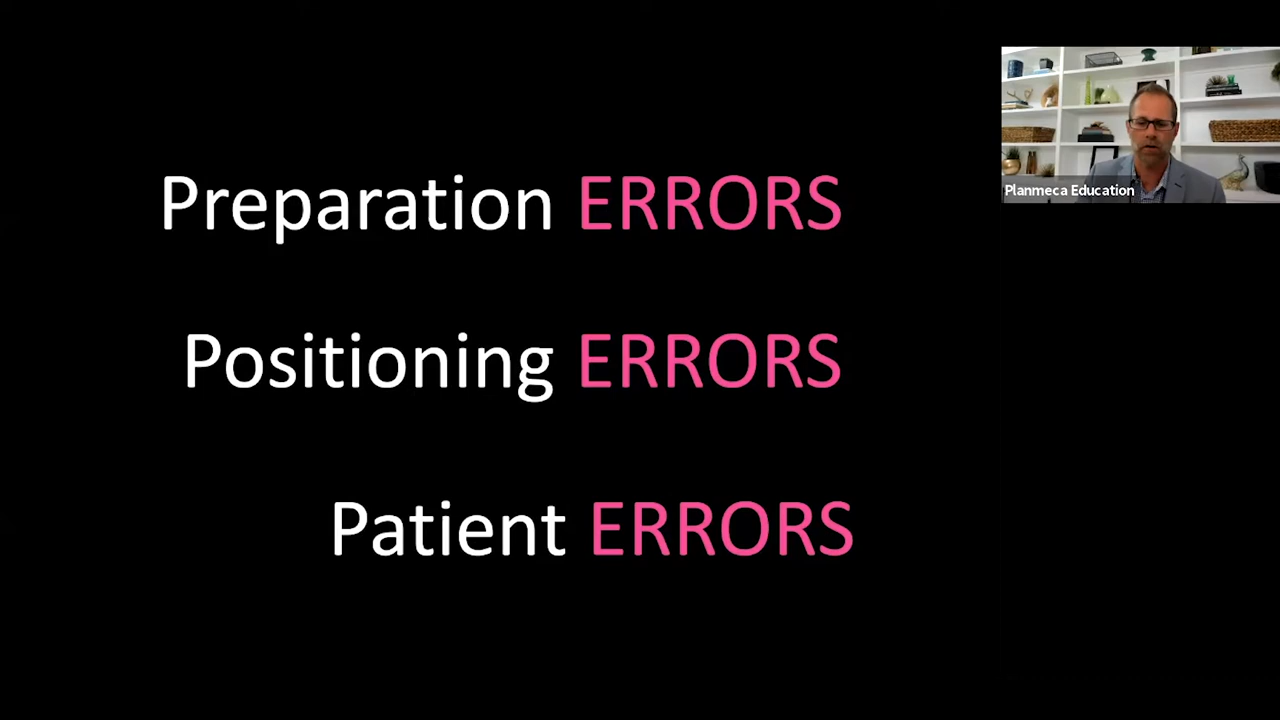 Preparation ERRORS
Planmeca Education
Positioning ERRORS
Patient ERRORS